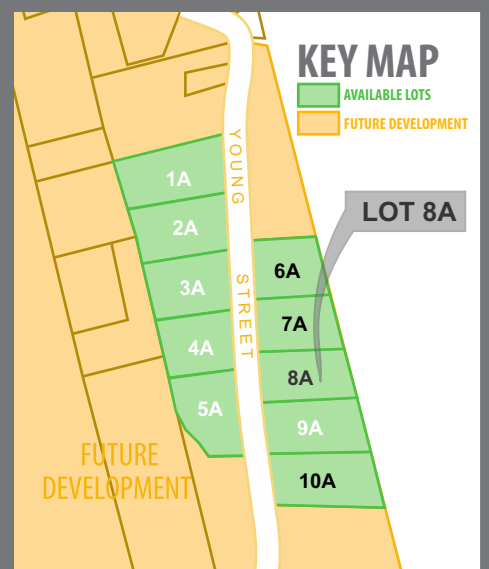 KEY MAP
AVAILABLE LOTS
FUTURE DEVELOPMENT
YOUNG STREET
LOT 8A
1A
2A
3A
4A
5A
6A
7A
8A
9A
10A
FUTURE
DEVELOPMENT